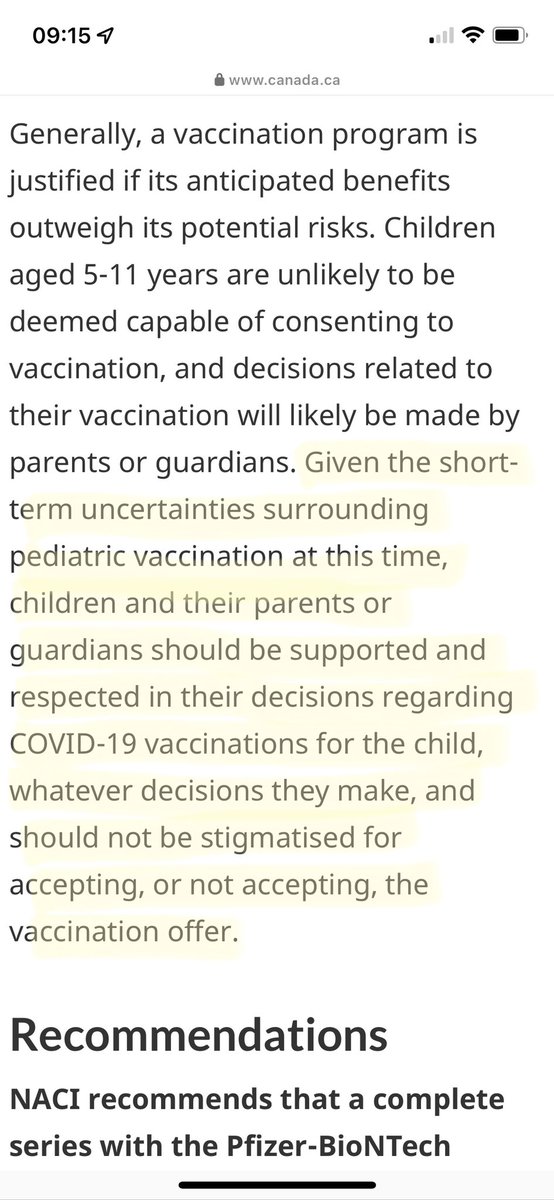 09:15
www.canada.ca
Generally, a vaccination program is
justified if its anticipated benefits
outweigh its potential risks. Children
aged 5-11 years are unlikely to be
deemed capable of consenting to
vaccination, and decisions related to
their vaccination will likely be made by
parents or guardians. Given the short-
term uncertainties surrounding
pediatric vaccination at this time,
children and their parents or
guardians should be supported and
respected in their decisions regarding
COVID-19 vaccinations for the child,
whatever decisions they make, and
should not be stigmatised for
accepting, or not accepting, the
vaccination offer.
Recommendations
NACI recommends that a complete
series with the Pfizer-BioNTech